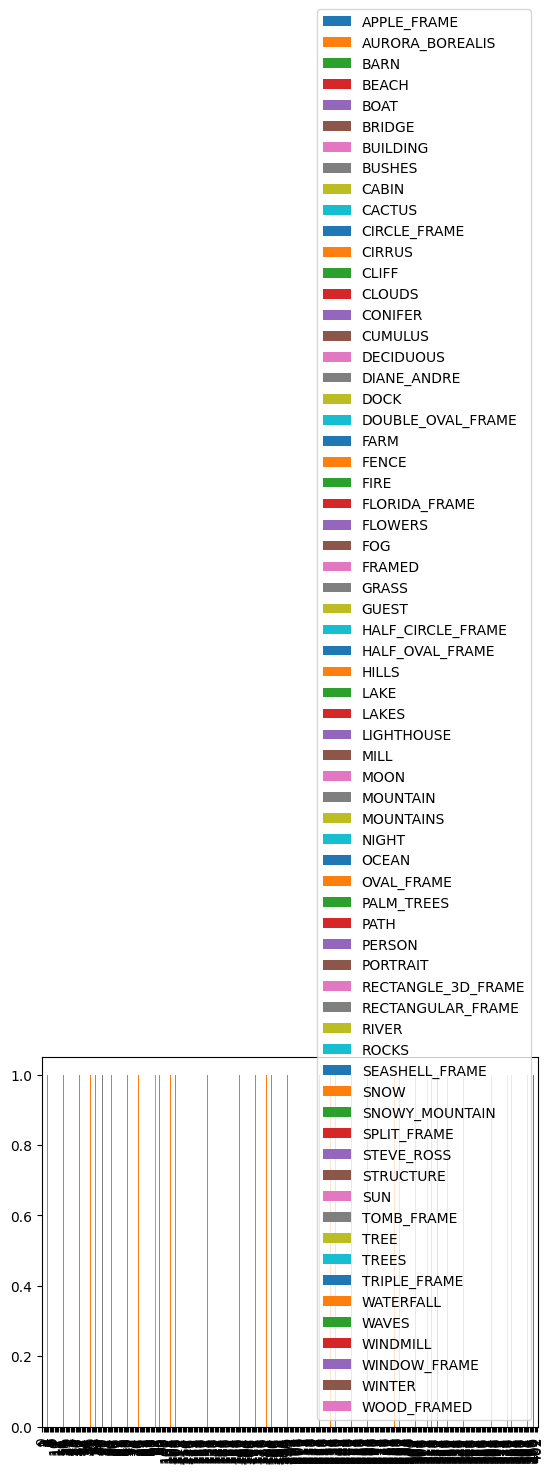 APPLE_FRAME
AURORA_BOREALIS
BARN
BEACH
BOAT
BRIDGE
BUILDING
BUSHES
CABIN
CACTUS
CIRCLE_FRAME
CIRRUS
CLIFF
CLOUDS
CONIFER
CUMULUS
DECIDUOUS
DIANE_ANDRE
DOCK
DOUBLE_OVAL_FRAME
FARM
FENCE
FIRE
FLORIDA_FRAME
FLOWERS
FOG
FRAMED
GRASS
GUEST
HALF_CIRCLE_FRAME
HALF_OVAL_FRAME
HILLS
LAKE
LAKES
LIGHTHOUSE
MILL
MOON
MOUNTAIN
MOUNTAINS
NIGHT
OCEAN
OVAL_FRAME
PALM_TREES
PATH
PERSON
PORTRAIT
RECTANGLE_3D_FRAME
RECTANGULAR_FRAME
RIVER
ROCKS
SEASHELL_FRAME
SNOW
SNOWY_MOUNTAIN
SPLIT_FRAME
STEVE_ROSS
STRUCTURE
SUN
TOMB_FRAME
TREE
TREES
TRIPLE_FRAME
WATERFALL
WAVES
WINDMILL
WINDOW_FRAME
WINTER
WOOD_FRAMED
1.0
0.8
0.6
0.4
0.2
0.0